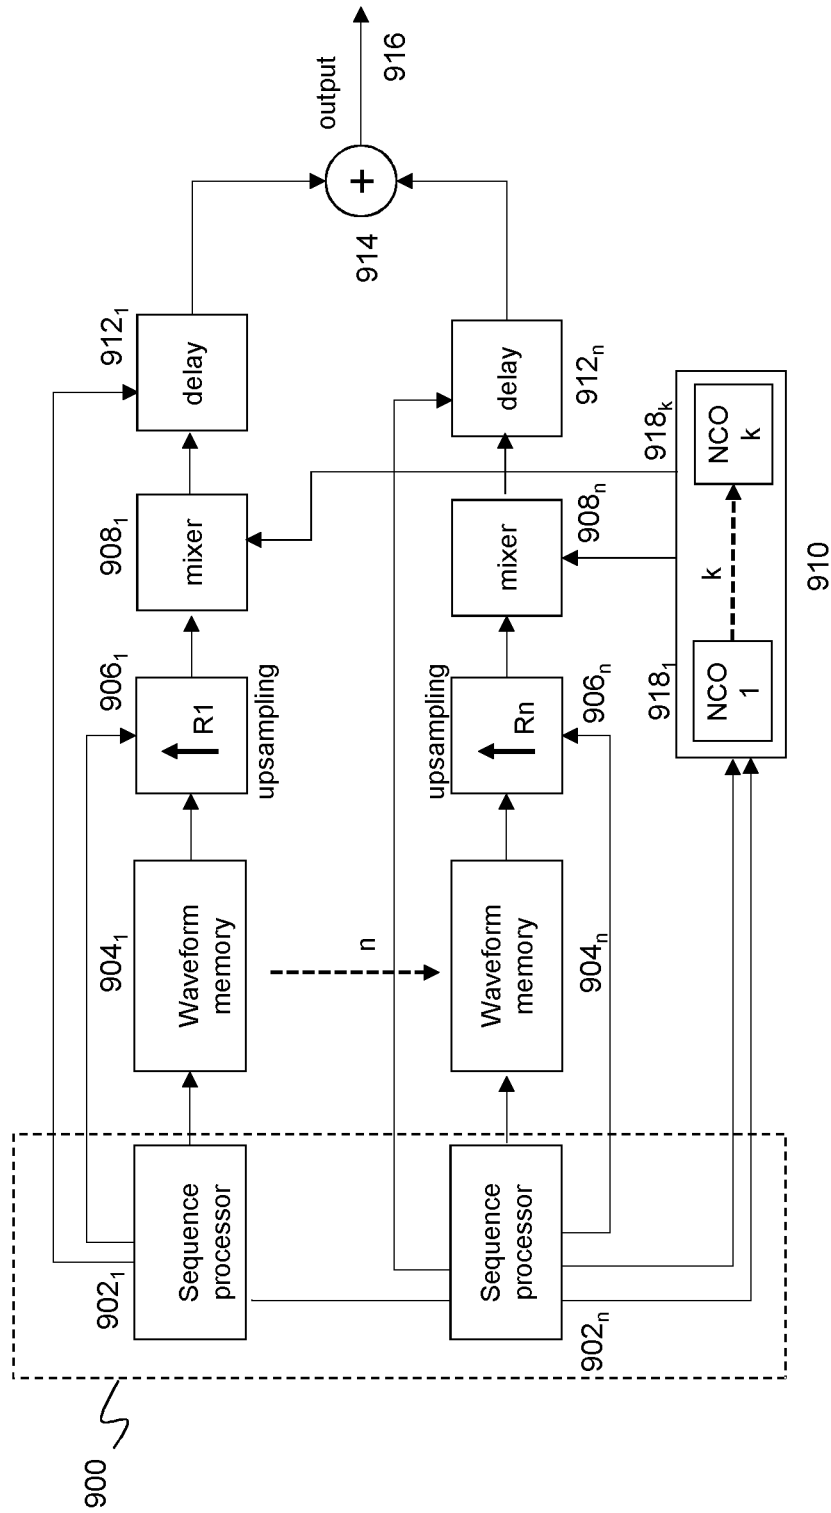 900
902₁
Sequence
processor
904₁
Waveform
memory
906₁
R1
upsampling
908₁
mixer
912₁
delay
914
+
output
916
n
902ₙ
Sequence
processor
904ₙ
Waveform
memory
upsampling
Rn
906ₙ
mixer
908ₙ
delay
912ₙ
918₁
NCO
1
k
918ₖ
NCO
k
910